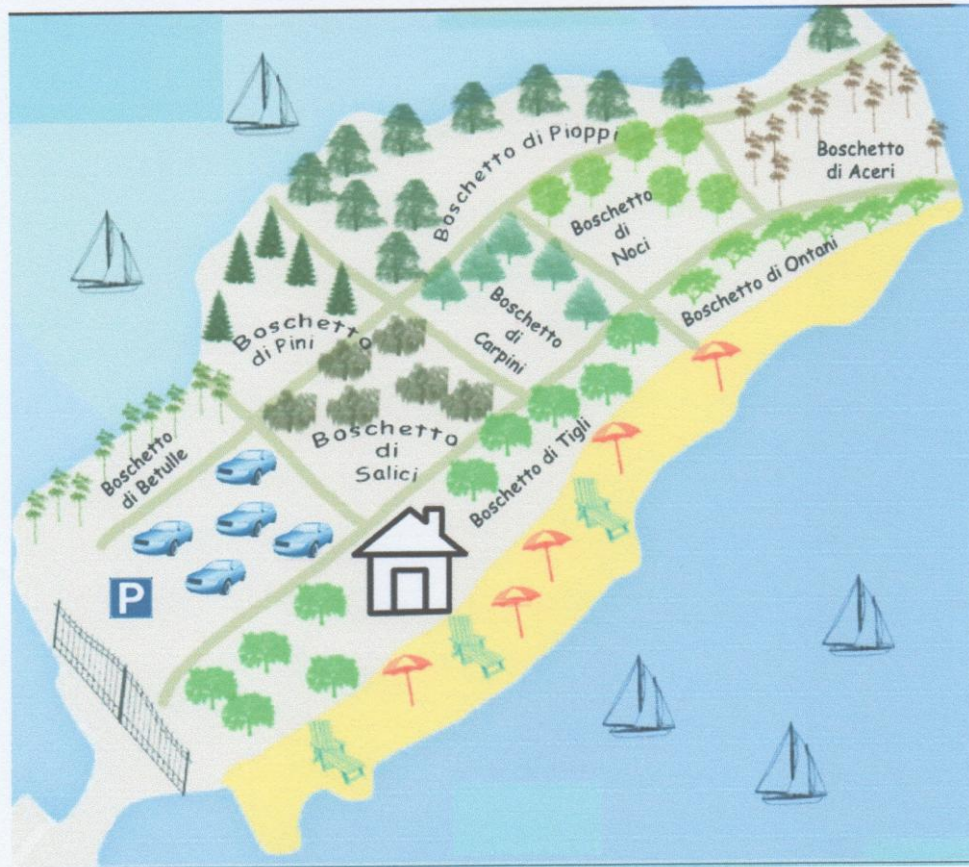 Boschetto di Pioppi
Boschetto
di Aceri
Boschetto
di
Noci
Boschetto di Ontani
Boschetto
di Pini
Boschetto
di
Carpini
Boschetto
di Betulle
Boschetto
di
Salici
Boschetto di Tigli
P